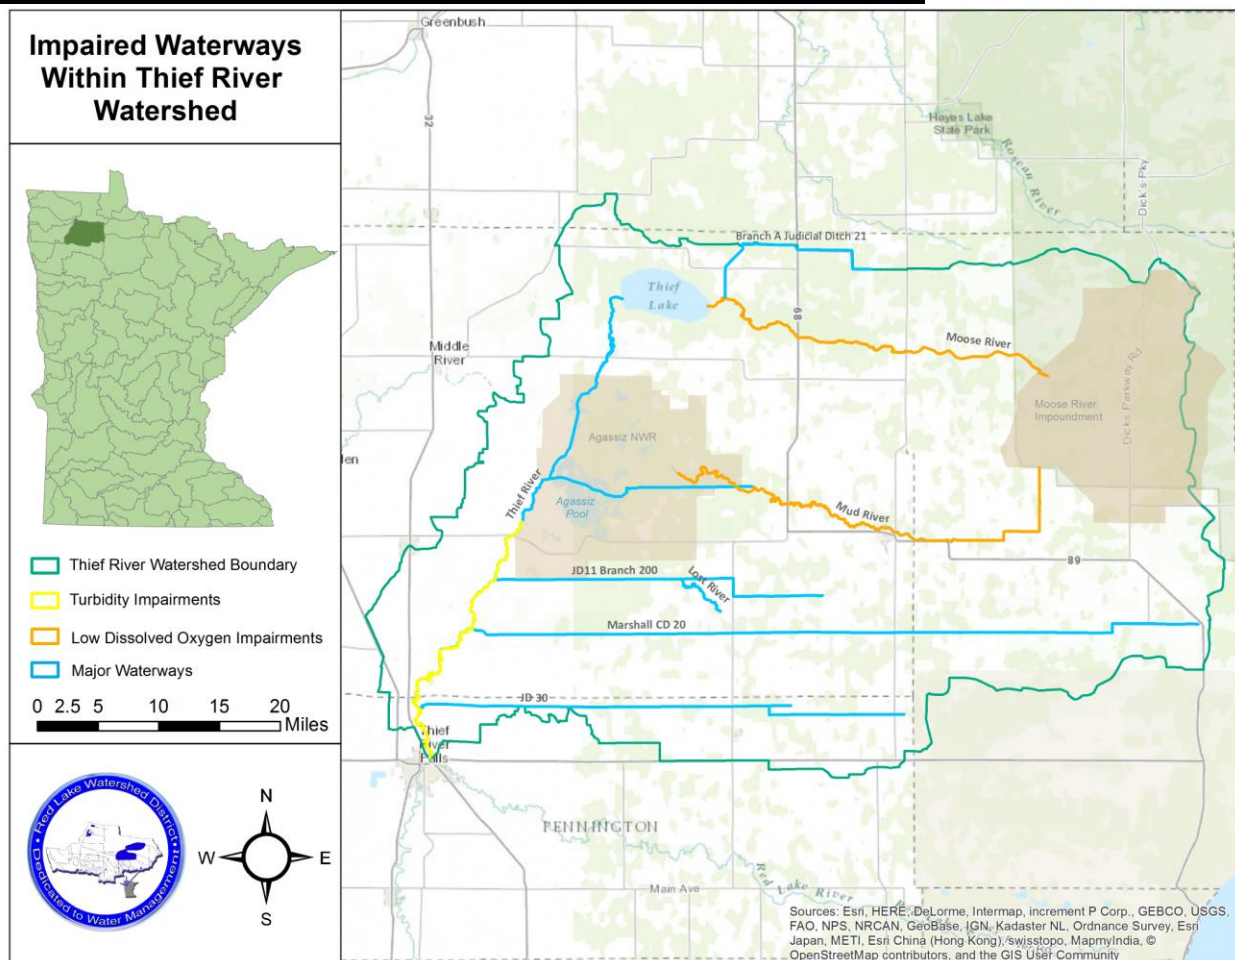 Impaired Waterways
Within Thief River
Watershed
Thief River Watershed Boundary
Turbidity Impairments
Low Dissolved Oxygen Impairments
Major Waterways
0 2.5 5 10 15 20
Miles
Red Lake Watershed District
Dedicated to Water Management
N
W E
S
Greenbush
32
Hayes Lake
State Park
Roseau River
Dick's Pky
Branch A Judicial Ditch 21
Thief
Lake
89
Moose River
Middle
River
Moose River
Impoundment
Dicks Parkway Rd
Agassiz NWR
len
Thief River
Agassiz
Pool
Mud River
JD11 Branch 200
Lost River
89
Marshall CD 20
JD 30
Thief
River
Falls
PENNINGTON
Main Ave
Red Lake River
Sources: Esri, HERE, DeLorme, Intermap, increment P Corp., GEBCO, USGS,
FAO, NPS, NRCAN, GeoBase, IGN, Kadaster NL, Ordnance Survey, Esri
Japan, METI, Esri China (Hong Kong), swisstopo, MapmyIndia, ©
OpenStreetMap contributors, and the GIS User Community